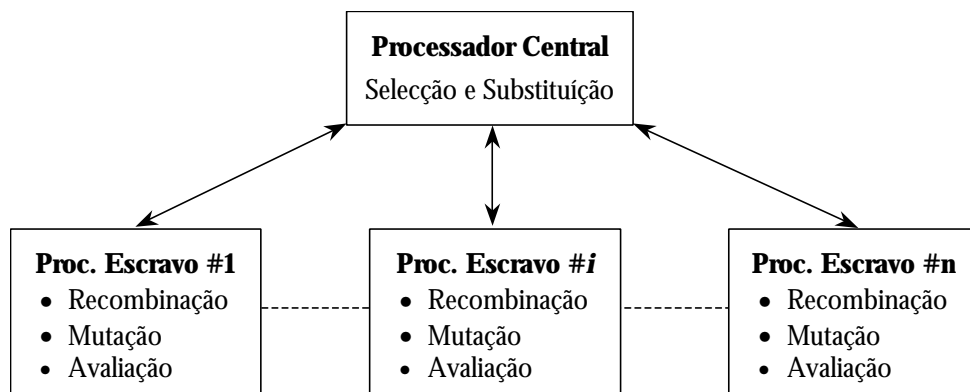 Processador Central
Selecção e Substituíção
Proc. Escravo #1
• Recombinação
• Mutação
• Avaliação
Proc. Escravo #i
• Recombinação
• Mutação
• Avaliação
Proc. Escravo #n
• Recombinação
• Mutação
• Avaliação